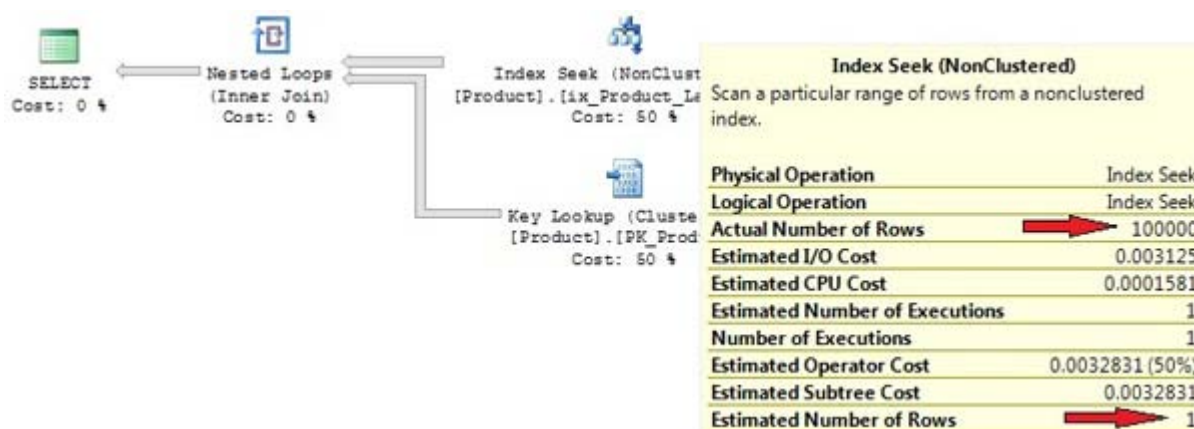 SELECT
Cost: 0 %
Nested Loops
(Inner Join)
Cost: 0 %
Index Seek (NonClust
[Product].[ix_Product_La
Cost: 50 %
Key Lookup (Cluste
[Product].[PK_Prod
Cost: 50 %
Index Seek (NonClustered)
Scan a particular range of rows from a nonclustered
index.
Physical Operation Index Seek
Logical Operation Index Seek
Actual Number of Rows 100000
Estimated I/O Cost 0.003125
Estimated CPU Cost 0.0001581
Estimated Number of Executions 1
Number of Executions 1
Estimated Operator Cost 0.0032831 (50%)
Estimated Subtree Cost 0.0032831
Estimated Number of Rows 1